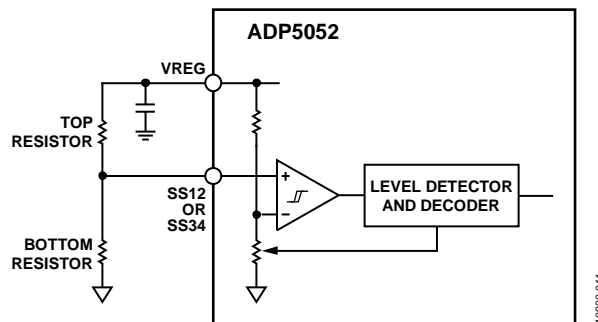 ADP5052
VREG
TOP
RESISTOR
SS12
OR
SS34
+
−
LEVEL DETECTOR
AND DECODER
BOTTOM
RESISTOR